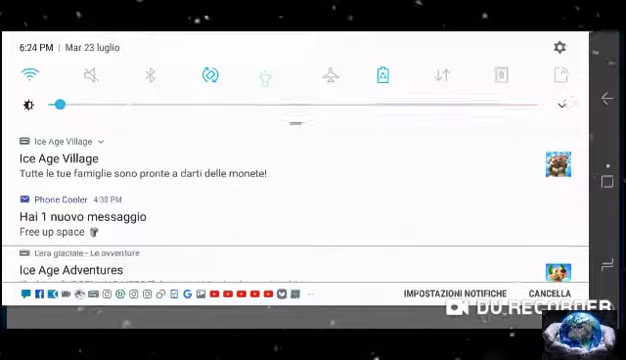 6:24 PM | Mar 23 luglio
Ice Age Village
Ice Age Village
Tutte le tue famiglie sono pronte a darti delle monete!
Phone Cooler 4:30 PM
Hai 1 nuovo messaggio
Free up space
L'era glaciale - Le avventure
Ice Age Adventures
IMPOSTAZIONI NOTIFICHE CANCELLA
DU RECORDER